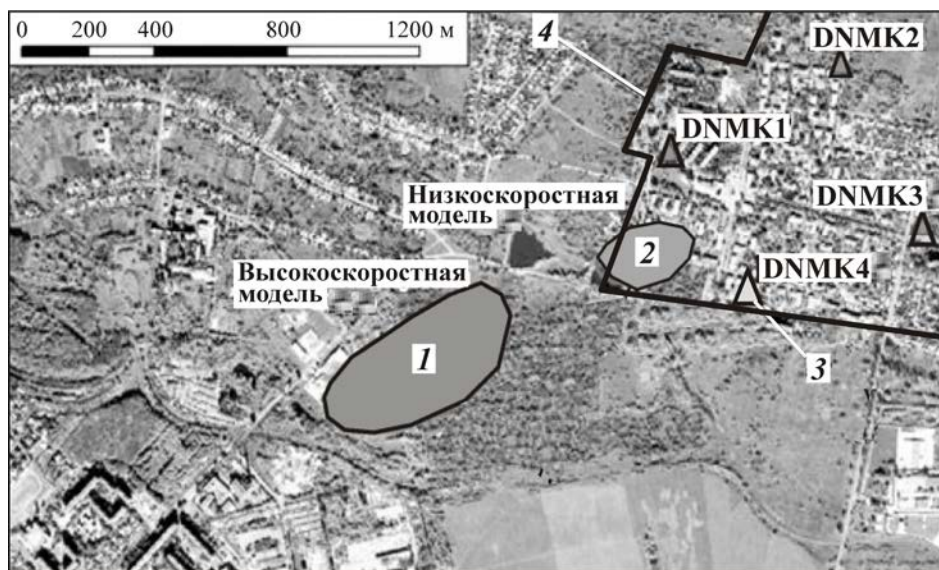 0 200 400 800 1200 м
4
DNMK2
DNMK1
Низкоскоростная
модель
DNMK3
2
Высокоскоростная
модель
DNMK4
1
3